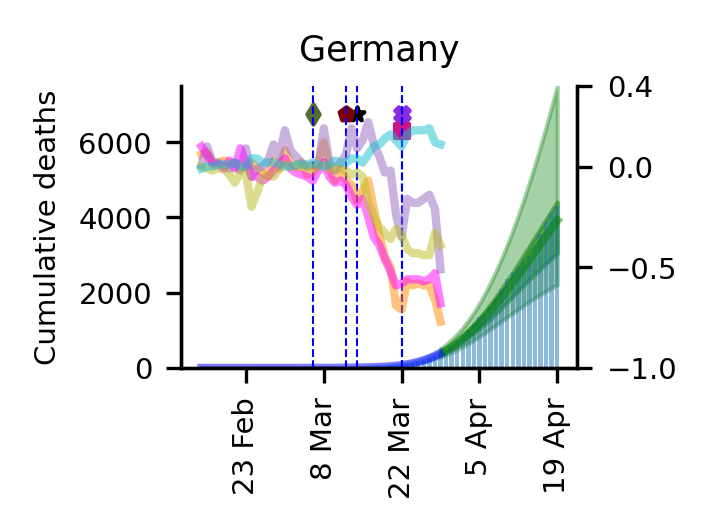 Germany
Cumulative deaths
6000
4000
2000
0
0.4
0.0
−0.5
−1.0
23 Feb
8 Mar
22 Mar
5 Apr
19 Apr